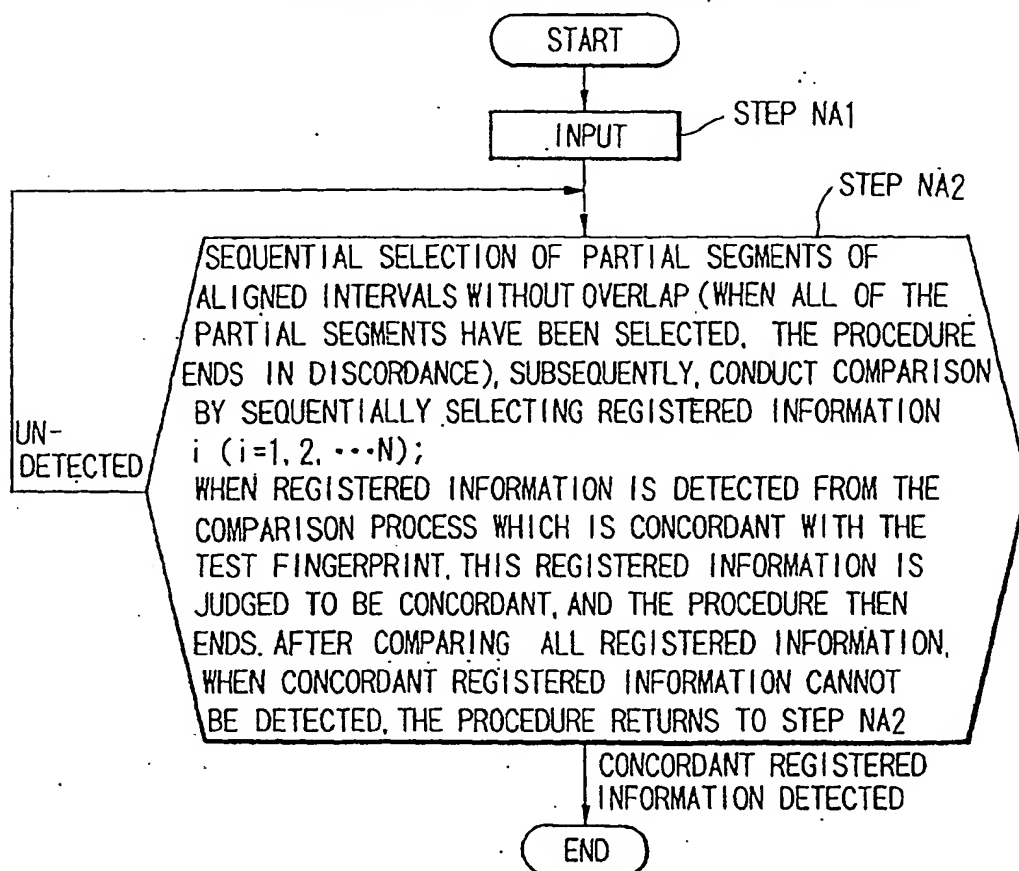 START
STEP NA1
INPUT
STEP NA2
SEQUENTIAL SELECTION OF PARTIAL SEGMENTS OF
ALIGNED INTERVALS WITHOUT OVERLAP (WHEN ALL OF THE
PARTIAL SEGMENTS HAVE BEEN SELECTED, THE PROCEDURE
ENDS IN DISCORDANCE), SUBSEQUENTLY, CONDUCT COMPARISON
BY SEQUENTIALLY SELECTING REGISTERED INFORMATION
i (i=1, 2, ···N);
WHEN REGISTERED INFORMATION IS DETECTED FROM THE
COMPARISON PROCESS WHICH IS CONCORDANT WITH THE
TEST FINGERPRINT, THIS REGISTERED INFORMATION IS
JUDGED TO BE CONCORDANT, AND THE PROCEDURE THEN
ENDS. AFTER COMPARING ALL REGISTERED INFORMATION,
WHEN CONCORDANT REGISTERED INFORMATION CANNOT
BE DETECTED, THE PROCEDURE RETURNS TO STEP NA2
UN-
DETECTED
CONCORDANT REGISTERED
INFORMATION DETECTED
END